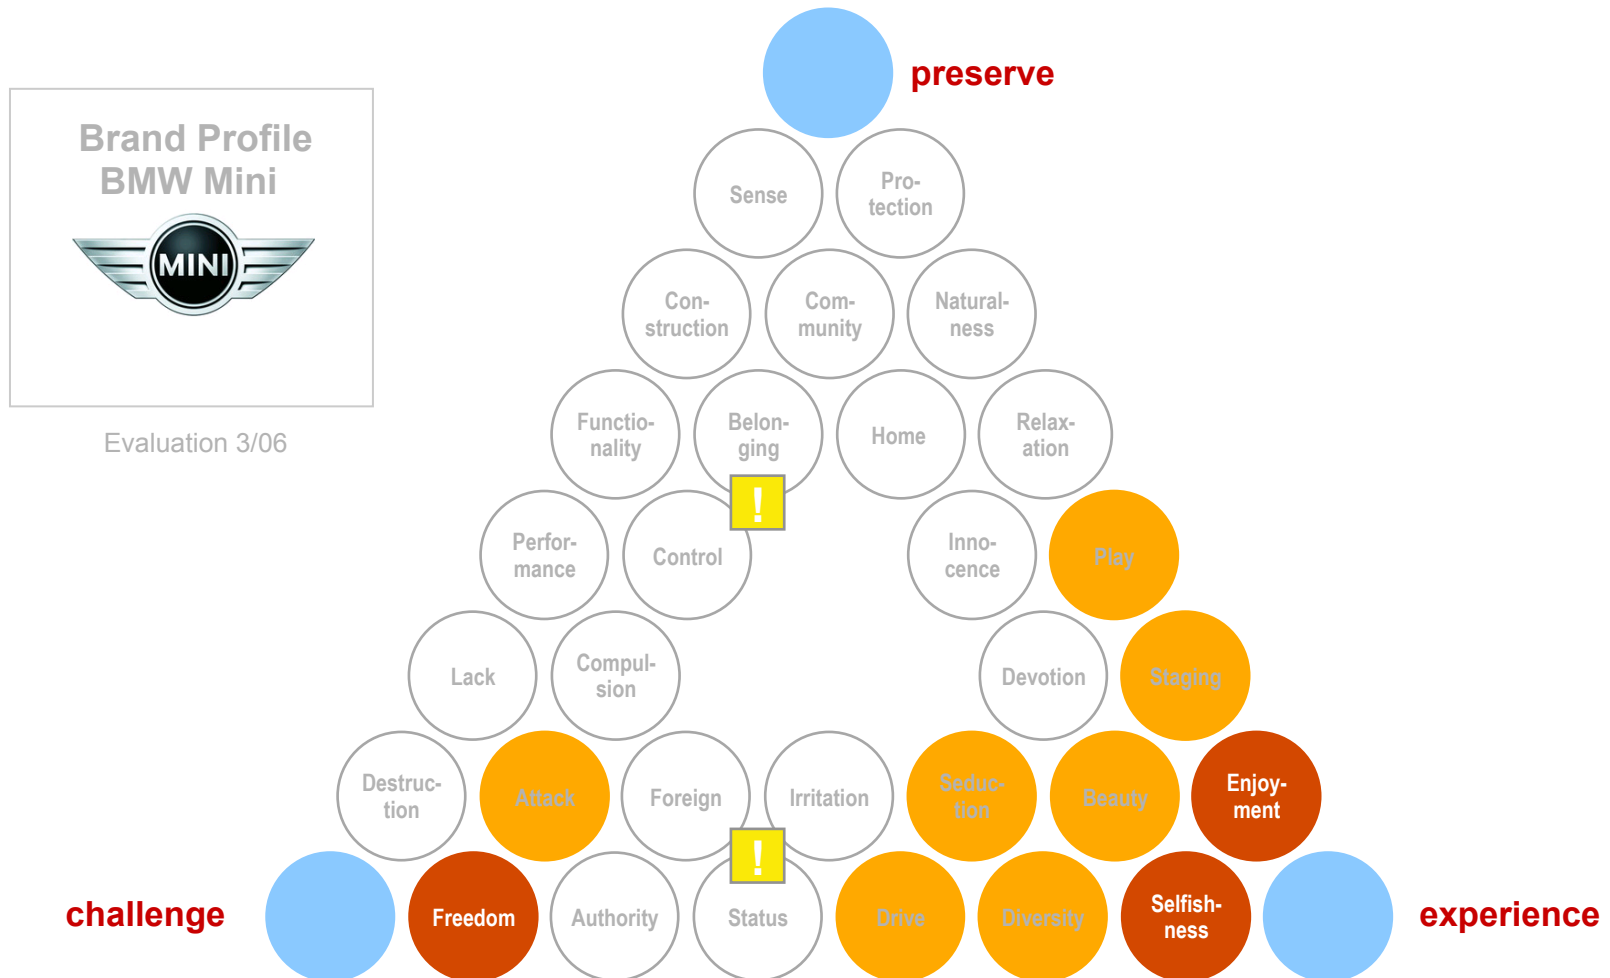 preserve
Brand Profile
BMW Mini
MINI
Evaluation 3/06
Sense
Pro-
tection
Con-
struction
Com-
munity
Natural-
ness
Functio-
nality
Belon-
ging
Home
Relax-
ation
!
Perfor-
mance
Control
Inno-
cence
Play
Lack
Compul-
sion
Devotion
Staging
Destruc-
tion
Attack
Foreign
Irritation
Seduc-
tion
Beauty
Enjoy-
ment
!
challenge
Freedom
Authority
Status
Drive
Diversity
Selfish-
ness
experience